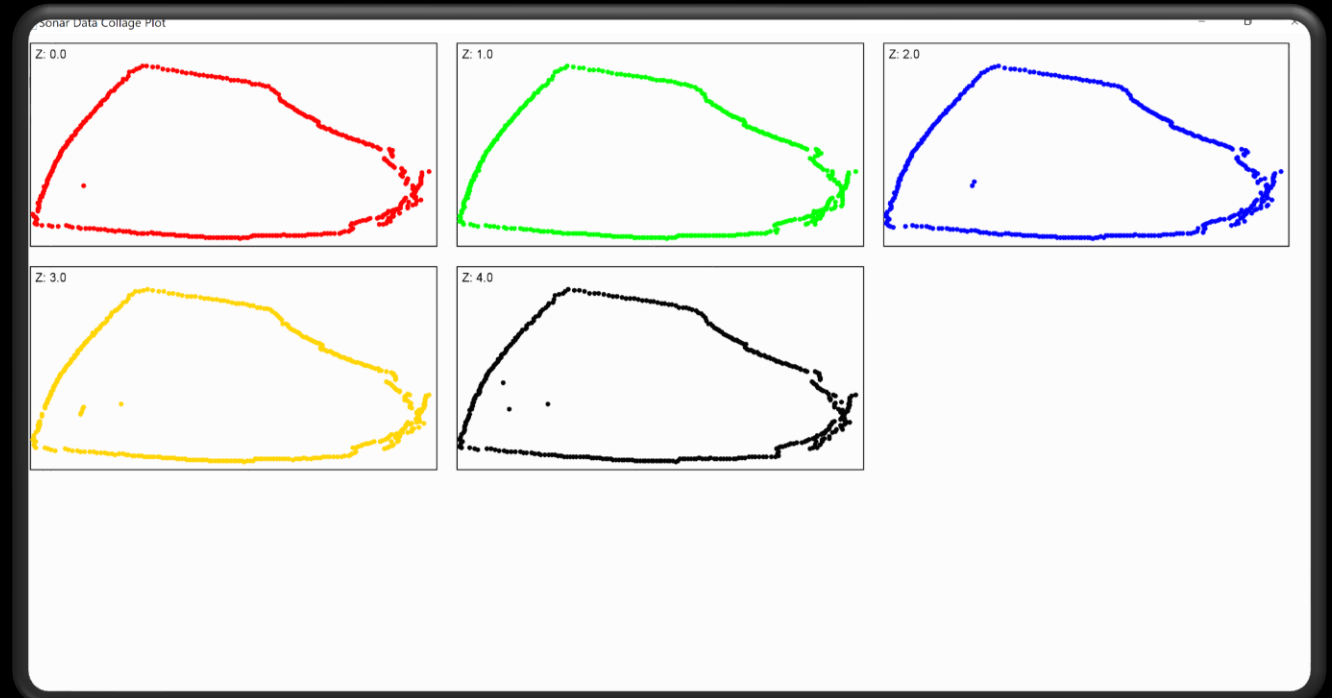 Sonar Data Collage Plot
Z: 0.0
Z: 1.0
Z: 2.0
Z: 3.0
Z: 4.0